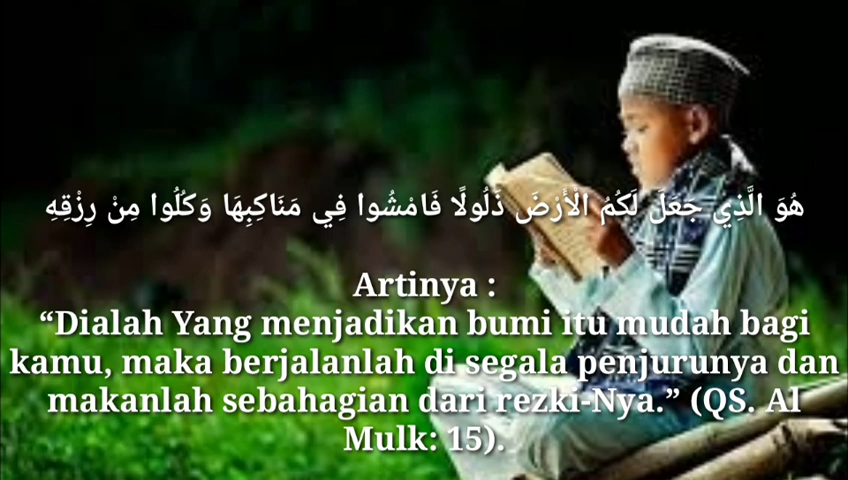 هُوَ الَّذِي جَعَلَ لَكُمُ الْأَرْضَ ذَلُولًا فَامْشُوا فِي مَنَاكِبِهَا وَكُلُوا مِنْ رِزْقِهِ
Artinya :
“Dialah Yang menjadikan bumi itu mudah bagi
kamu, maka berjalanlah di segala penjurunya dan
makanlah sebahagian dari rezki-Nya.” (QS. Al
Mulk: 15).